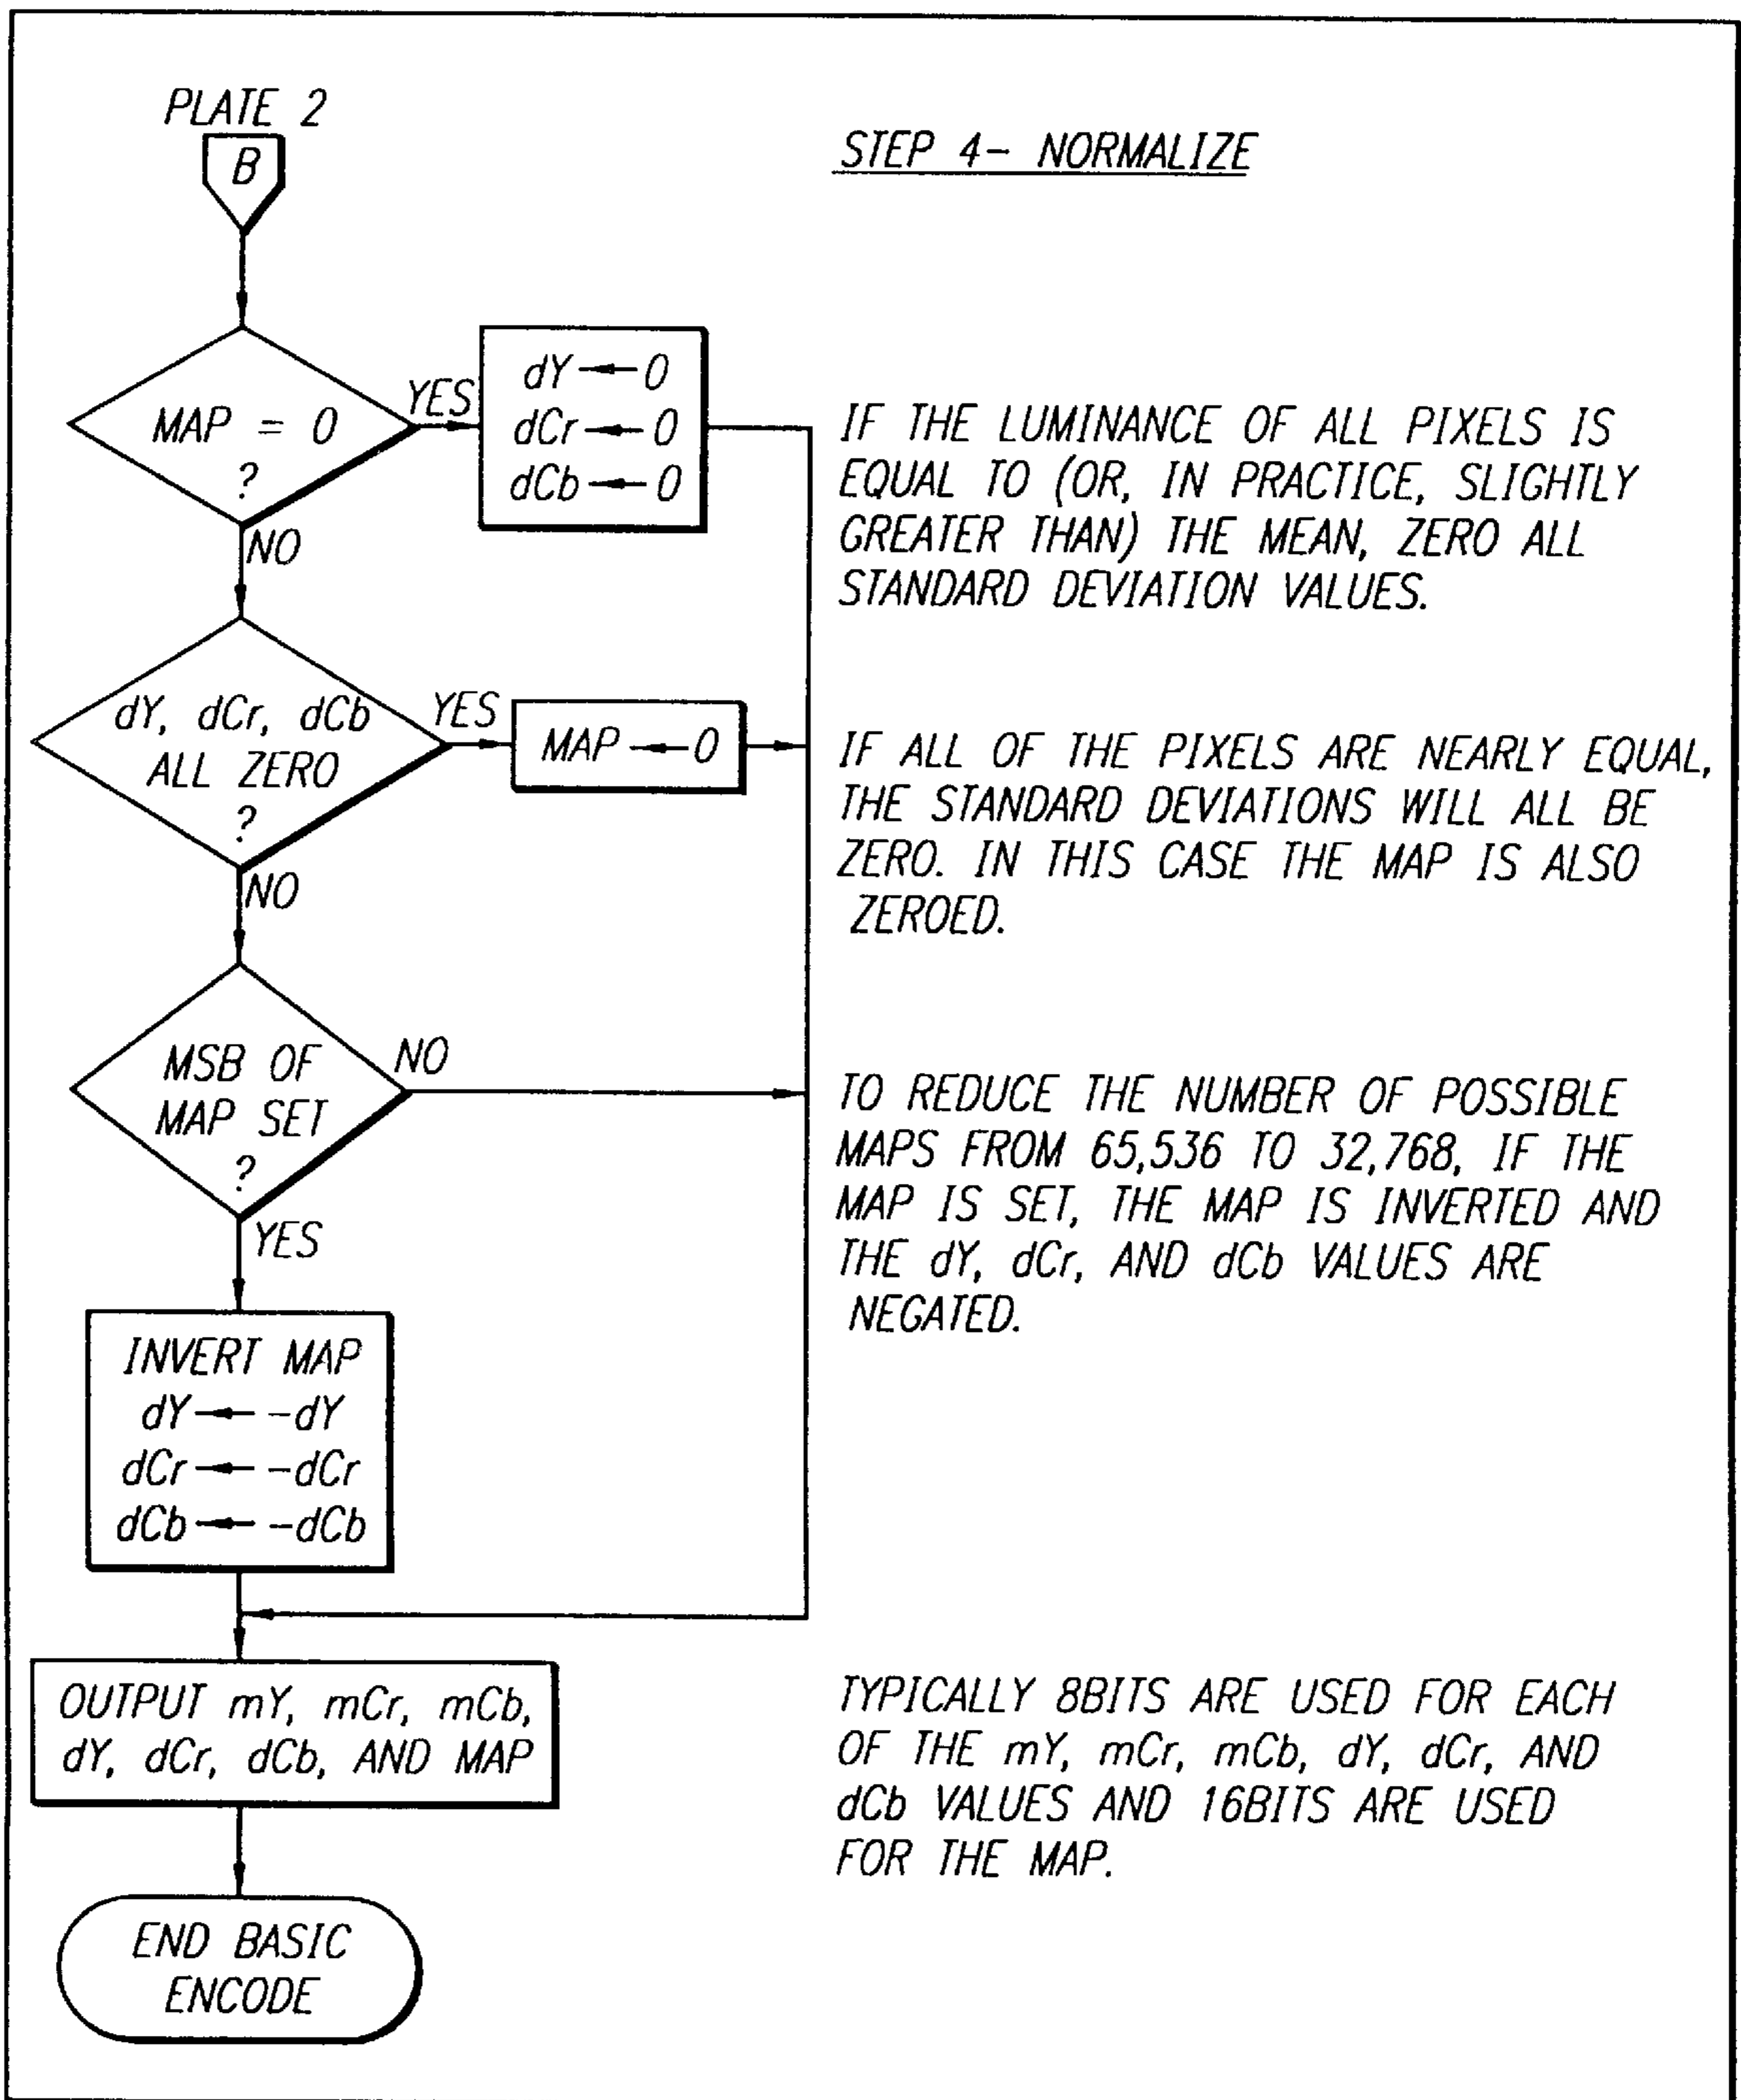 PLATE 2
B
STEP 4- NORMALIZE
MAP = 0
?
YES
NO
dY ← 0
dCr ← 0
dCb ← 0
IF THE LUMINANCE OF ALL PIXELS IS
EQUAL TO (OR, IN PRACTICE, SLIGHTLY
GREATER THAN) THE MEAN, ZERO ALL
STANDARD DEVIATION VALUES.
dY, dCr, dCb
ALL ZERO
?
YES
NO
MAP ← 0
IF ALL OF THE PIXELS ARE NEARLY EQUAL,
THE STANDARD DEVIATIONS WILL ALL BE
ZERO. IN THIS CASE THE MAP IS ALSO
ZEROED.
MSB OF
MAP SET
?
NO
YES
TO REDUCE THE NUMBER OF POSSIBLE
MAPS FROM 65,536 TO 32,768, IF THE
MAP IS SET, THE MAP IS INVERTED AND
THE dY, dCr, AND dCb VALUES ARE
NEGATED.
INVERT MAP
dY ← -dY
dCr ← -dCr
dCb ← -dCb
OUTPUT mY, mCr, mCb,
dY, dCr, dCb, AND MAP
TYPICALLY 8BITS ARE USED FOR EACH
OF THE mY, mCr, mCb, dY, dCr, AND
dCb VALUES AND 16BITS ARE USED
FOR THE MAP.
END BASIC
ENCODE